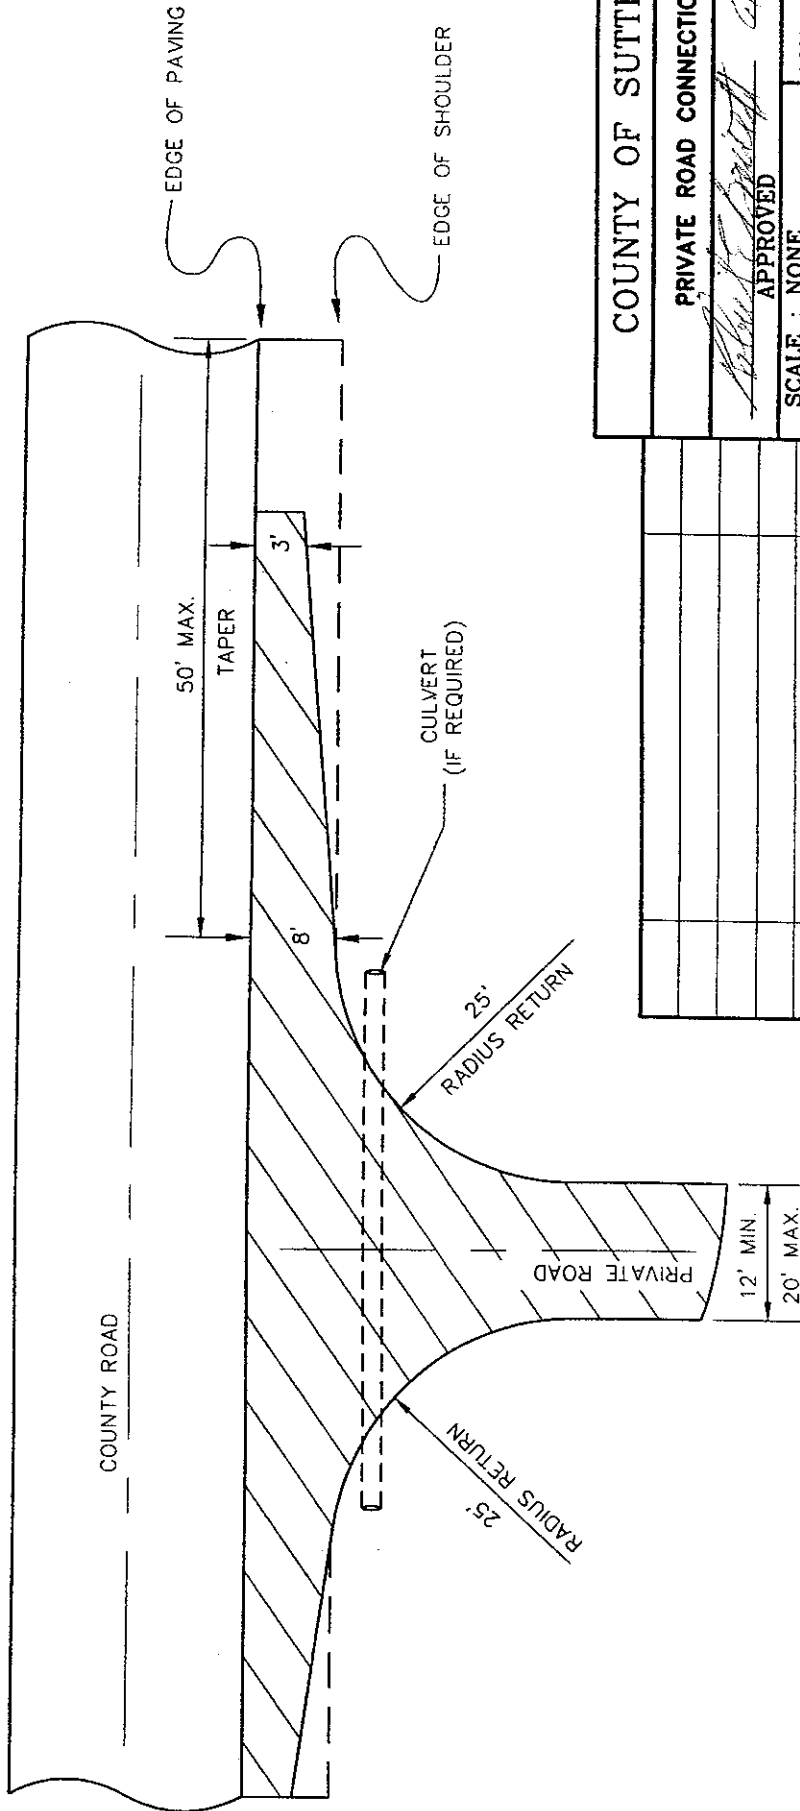 EDGE OF PAVING
EDGE OF SHOULDER
50' MAX.
TAPER
3'
8'
COUNTY ROAD
CULVERT
(IF REQUIRED)
25'
RADIUS RETURN
25'
RADIUS RETURN
PRIVATE ROAD
12' MIN.
20' MAX.
COUNTY OF SUTT
PRIVATE ROAD CONNECTIO
APPROVED
SCALE : NONE